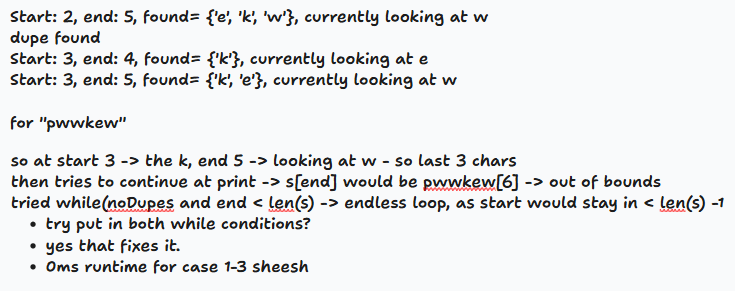 Start: 2, end: 5, found= {'e', 'k', 'w'}, currently looking at w
dupe found
Start: 3, end: 4, found= {'k'}, currently looking at e
Start: 3, end: 5, found= {'k', 'e'}, currently looking at w
for "pwwkew"
so at start 3 -> the k, end 5 -> looking at w - so last 3 chars
then tries to continue at print -> s[end] would be pwwkew[6] -> out of bounds
tried while(noDupes and end < len(s) -> endless loop, as start would stay in < len(s) -1
• try put in both while conditions?
• yes that fixes it.
• 0ms runtime for case 1-3 sheesh